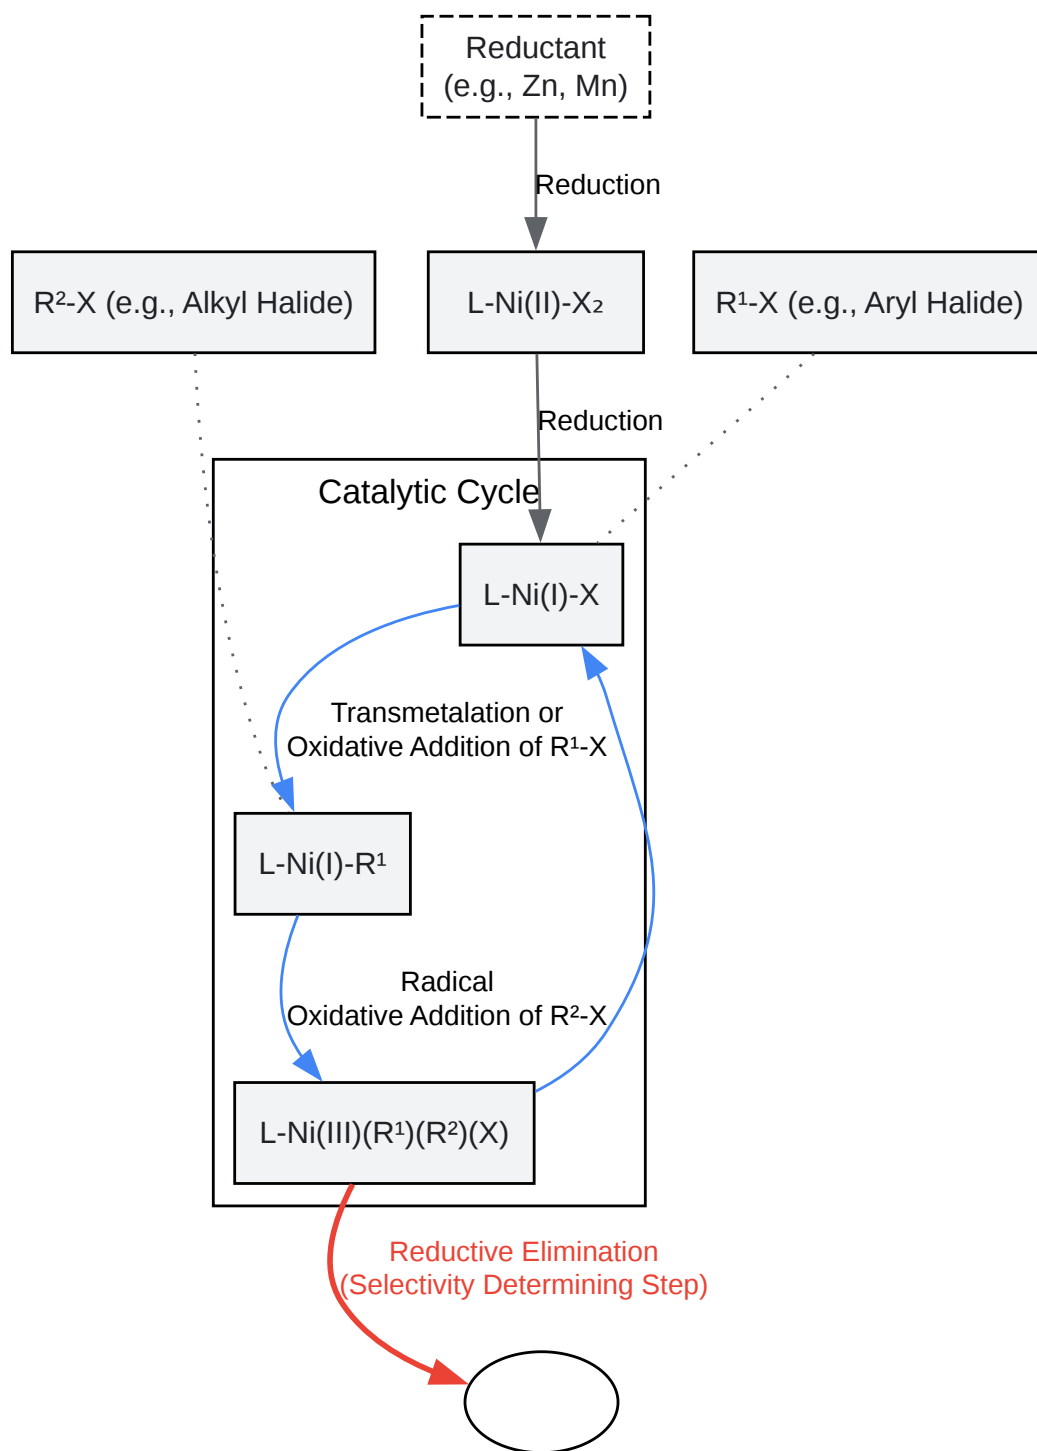 Reductant
(e.g., Zn, Mn)
Reduction
R²-X (e.g., Alkyl Halide)
L-Ni(II)-X₂
R¹-X (e.g., Aryl Halide)
Reduction
Catalytic Cycle
L-Ni(I)-X
Transmetalation or
Oxidative Addition of R¹-X
L-Ni(I)-R¹
Radical
Oxidative Addition of R²-X
L-Ni(III)(R¹)(R²)(X)
Reductive Elimination
(Selectivity Determining Step)